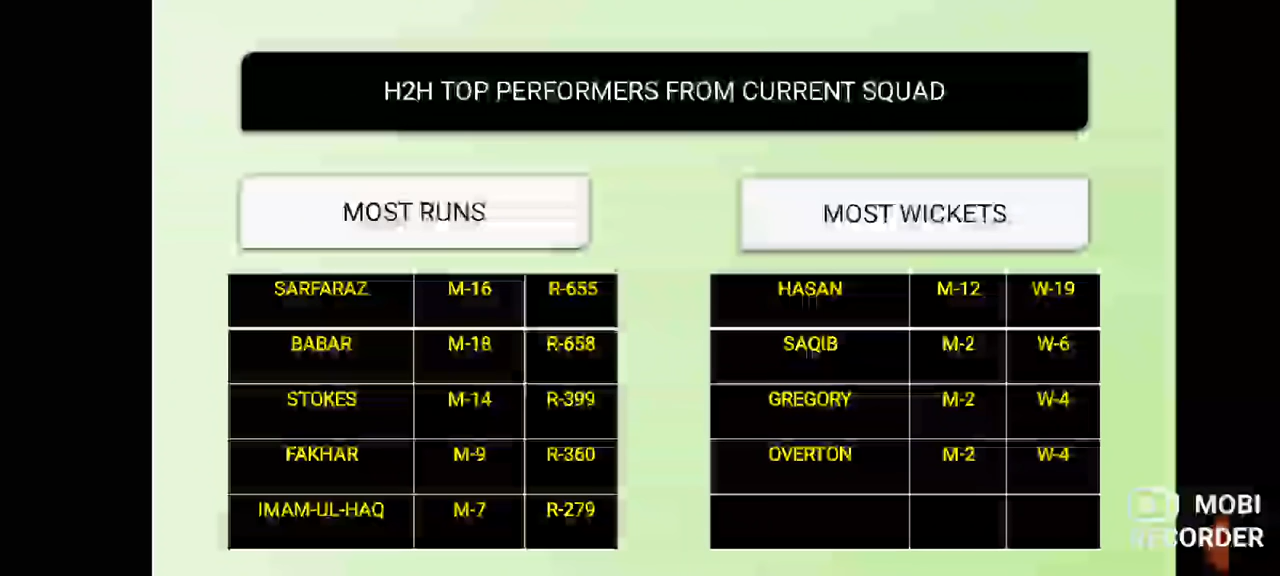 H2H TOP PERFORMERS FROM CURRENT SQUAD
MOST RUNS
MOST WICKETS
SARFARAZ M-16 R-655
BABAR M-18 R-658
STOKES M-14 R-399
FAKHAR M-9 R-360
IMAM-UL-HAQ M-7 R-279
HASAN M-12 W-19
SAQIB M-2 W-6
GREGORY M-2 W-4
OVERTON M-2 W-4
MOBI
RECORDER